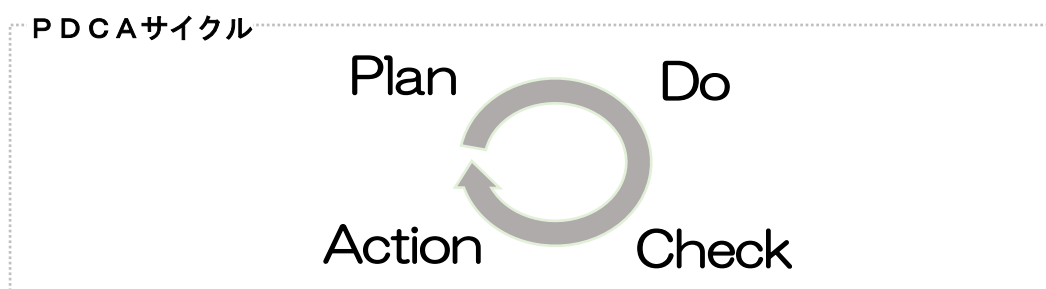 ＰＤＣＡサイクル
Plan Do
Action Check